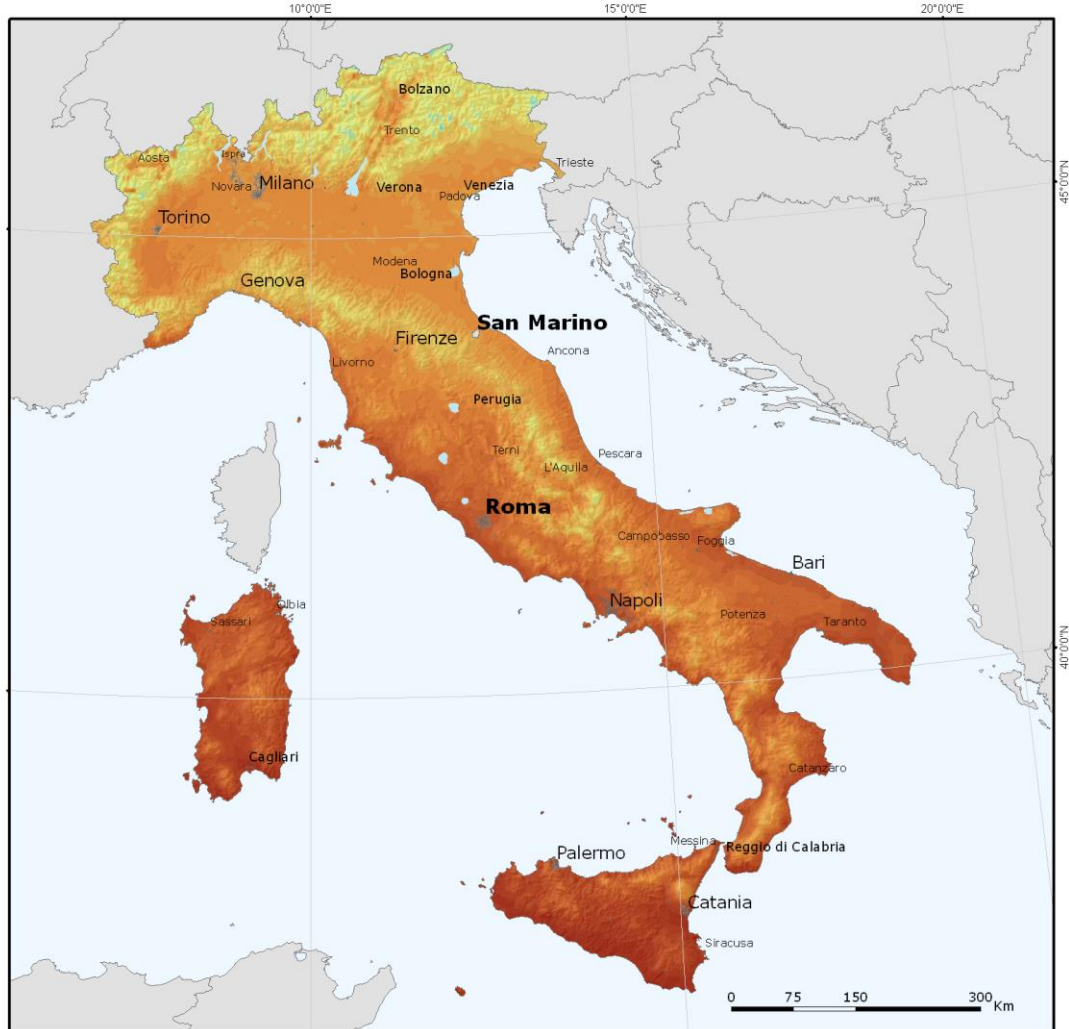 10°0'0"E
15°0'0"E
20°0'0"E
Bolzano
Trento
Aosta
Ispra
Trieste
45°0'0"N
Novara
Milano
Verona
Venezia
Padova
Torino
Modena
Bologna
Genova
San Marino
Firenze
Ancona
Livorno
Perugia
Terni
Pescara
L'Aquila
Roma
Campobasso
Foggia
Bari
Napoli
Olbia
Sassari
Potenza
Taranto
40°0'0"N
Cagliari
Catanzaro
Messina
Reggio di Calabria
Palermo
Catania
Siracusa
0 75 150 300 Km